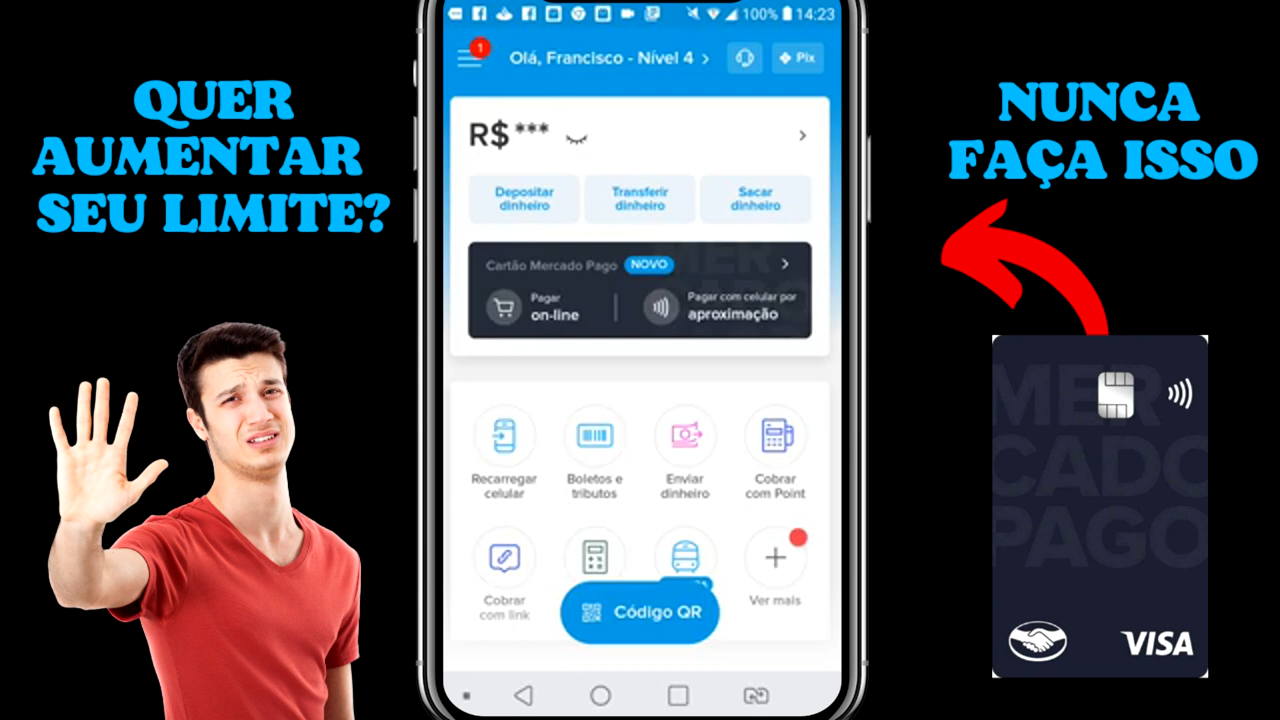 QUER
AUMENTAR
SEU LIMITE?
100% 14:23
1
Olá, Francisco - Nível 4
Pix
R$ ***
Depositar
dinheiro
Transferir
dinheiro
Sacar
dinheiro
Cartão Mercado Pago NOVO
Pagar
on-line
Pagar com celular por
aproximação
Recarregar
celular
Boletos e
tributos
Enviar
dinheiro
Cobrar
com Point
Cobrar
com link
Código QR
Ver mais
NUNCA
FAÇA ISSO
MER
CADO
PAGO
VISA